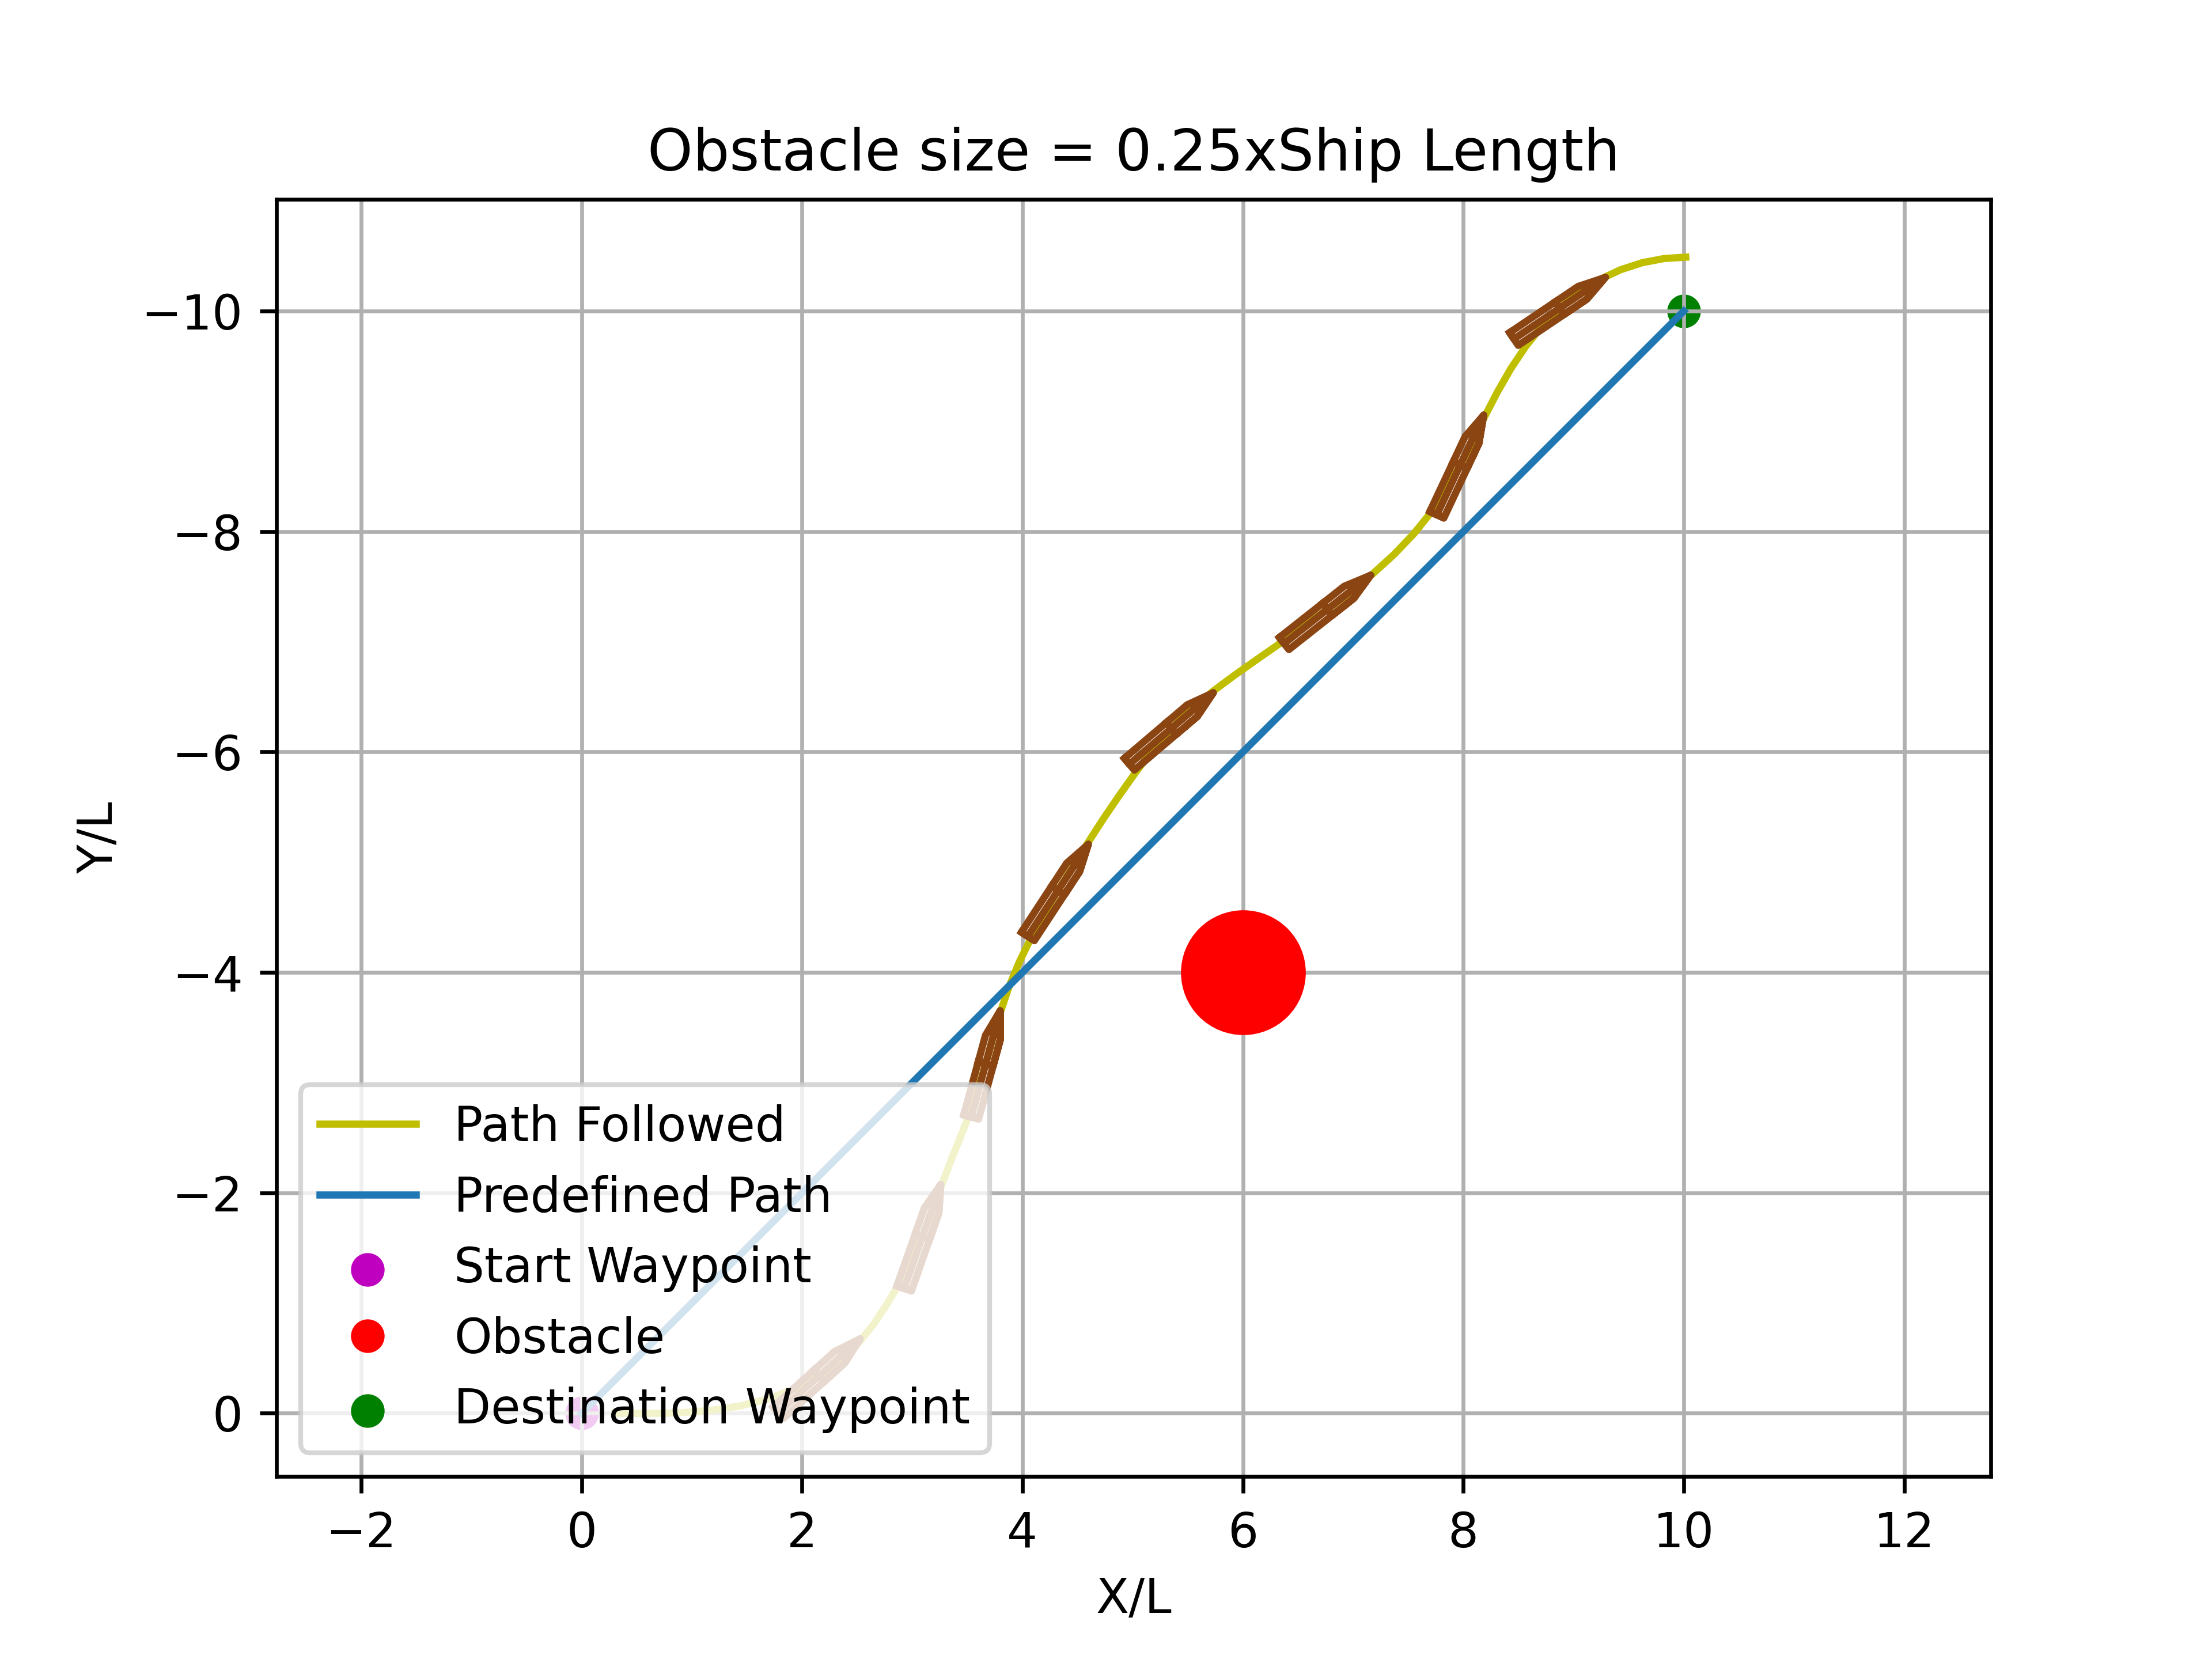 Obstacle size = 0.25xShip Length
−10
−8
−6
−4
−2
0
Y/L
Path Followed
Predefined Path
Start Waypoint
Obstacle
Destination Waypoint
−2 0 2 4 6 8 10 12
X/L